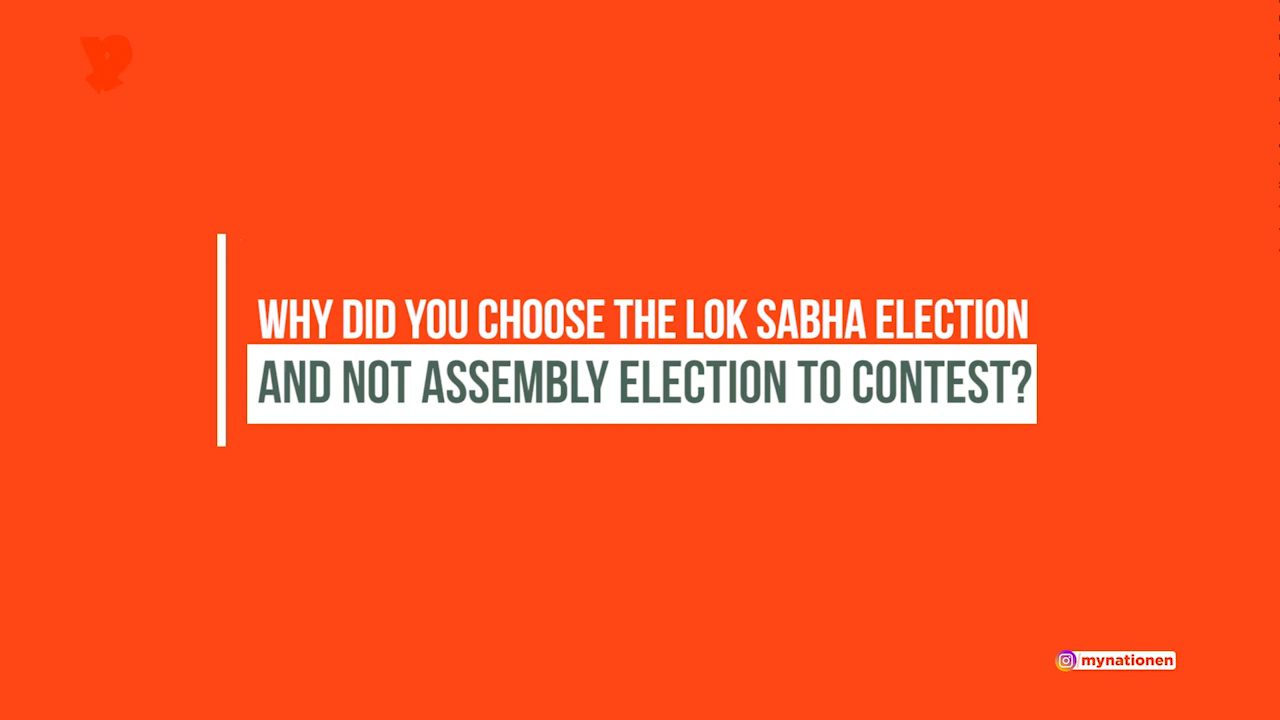 WHY DID YOU CHOOSE THE LOK SABHA ELECTION
AND NOT ASSEMBLY ELECTION TO CONTEST?
mynationen